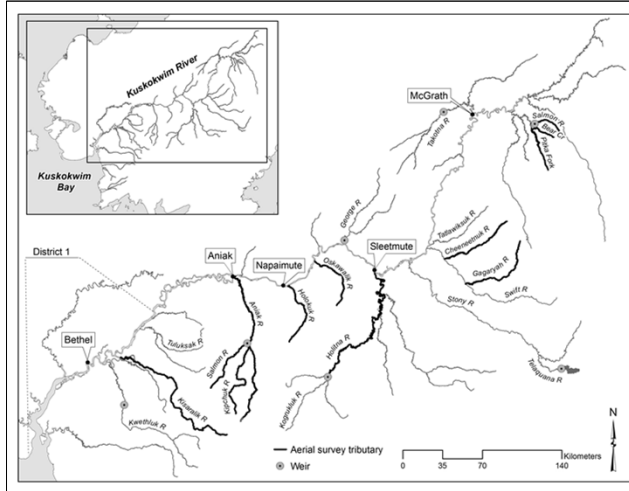 Kuskokwim River
Kuskokwim
Bay
McGrath
Takotna R
Salmon R
Bear Cr
Pitka Fork
George R
Tatlawiksuk R
Cheeneetnuk R
Gagaryah R
Swift R
Stony R
Telaquana R
District 1
Aniak
Napaimute
Sleetmute
Oskawalik R
Holokuk R
Aniak R
Bethel
Tuluksak R
Salmon R
Kipchuk R
Holitna R
Kogrukluk R
Kisaralik R
Kwethluk R
Aerial survey tributary
Weir
N
Kilometers
0 35 70 140